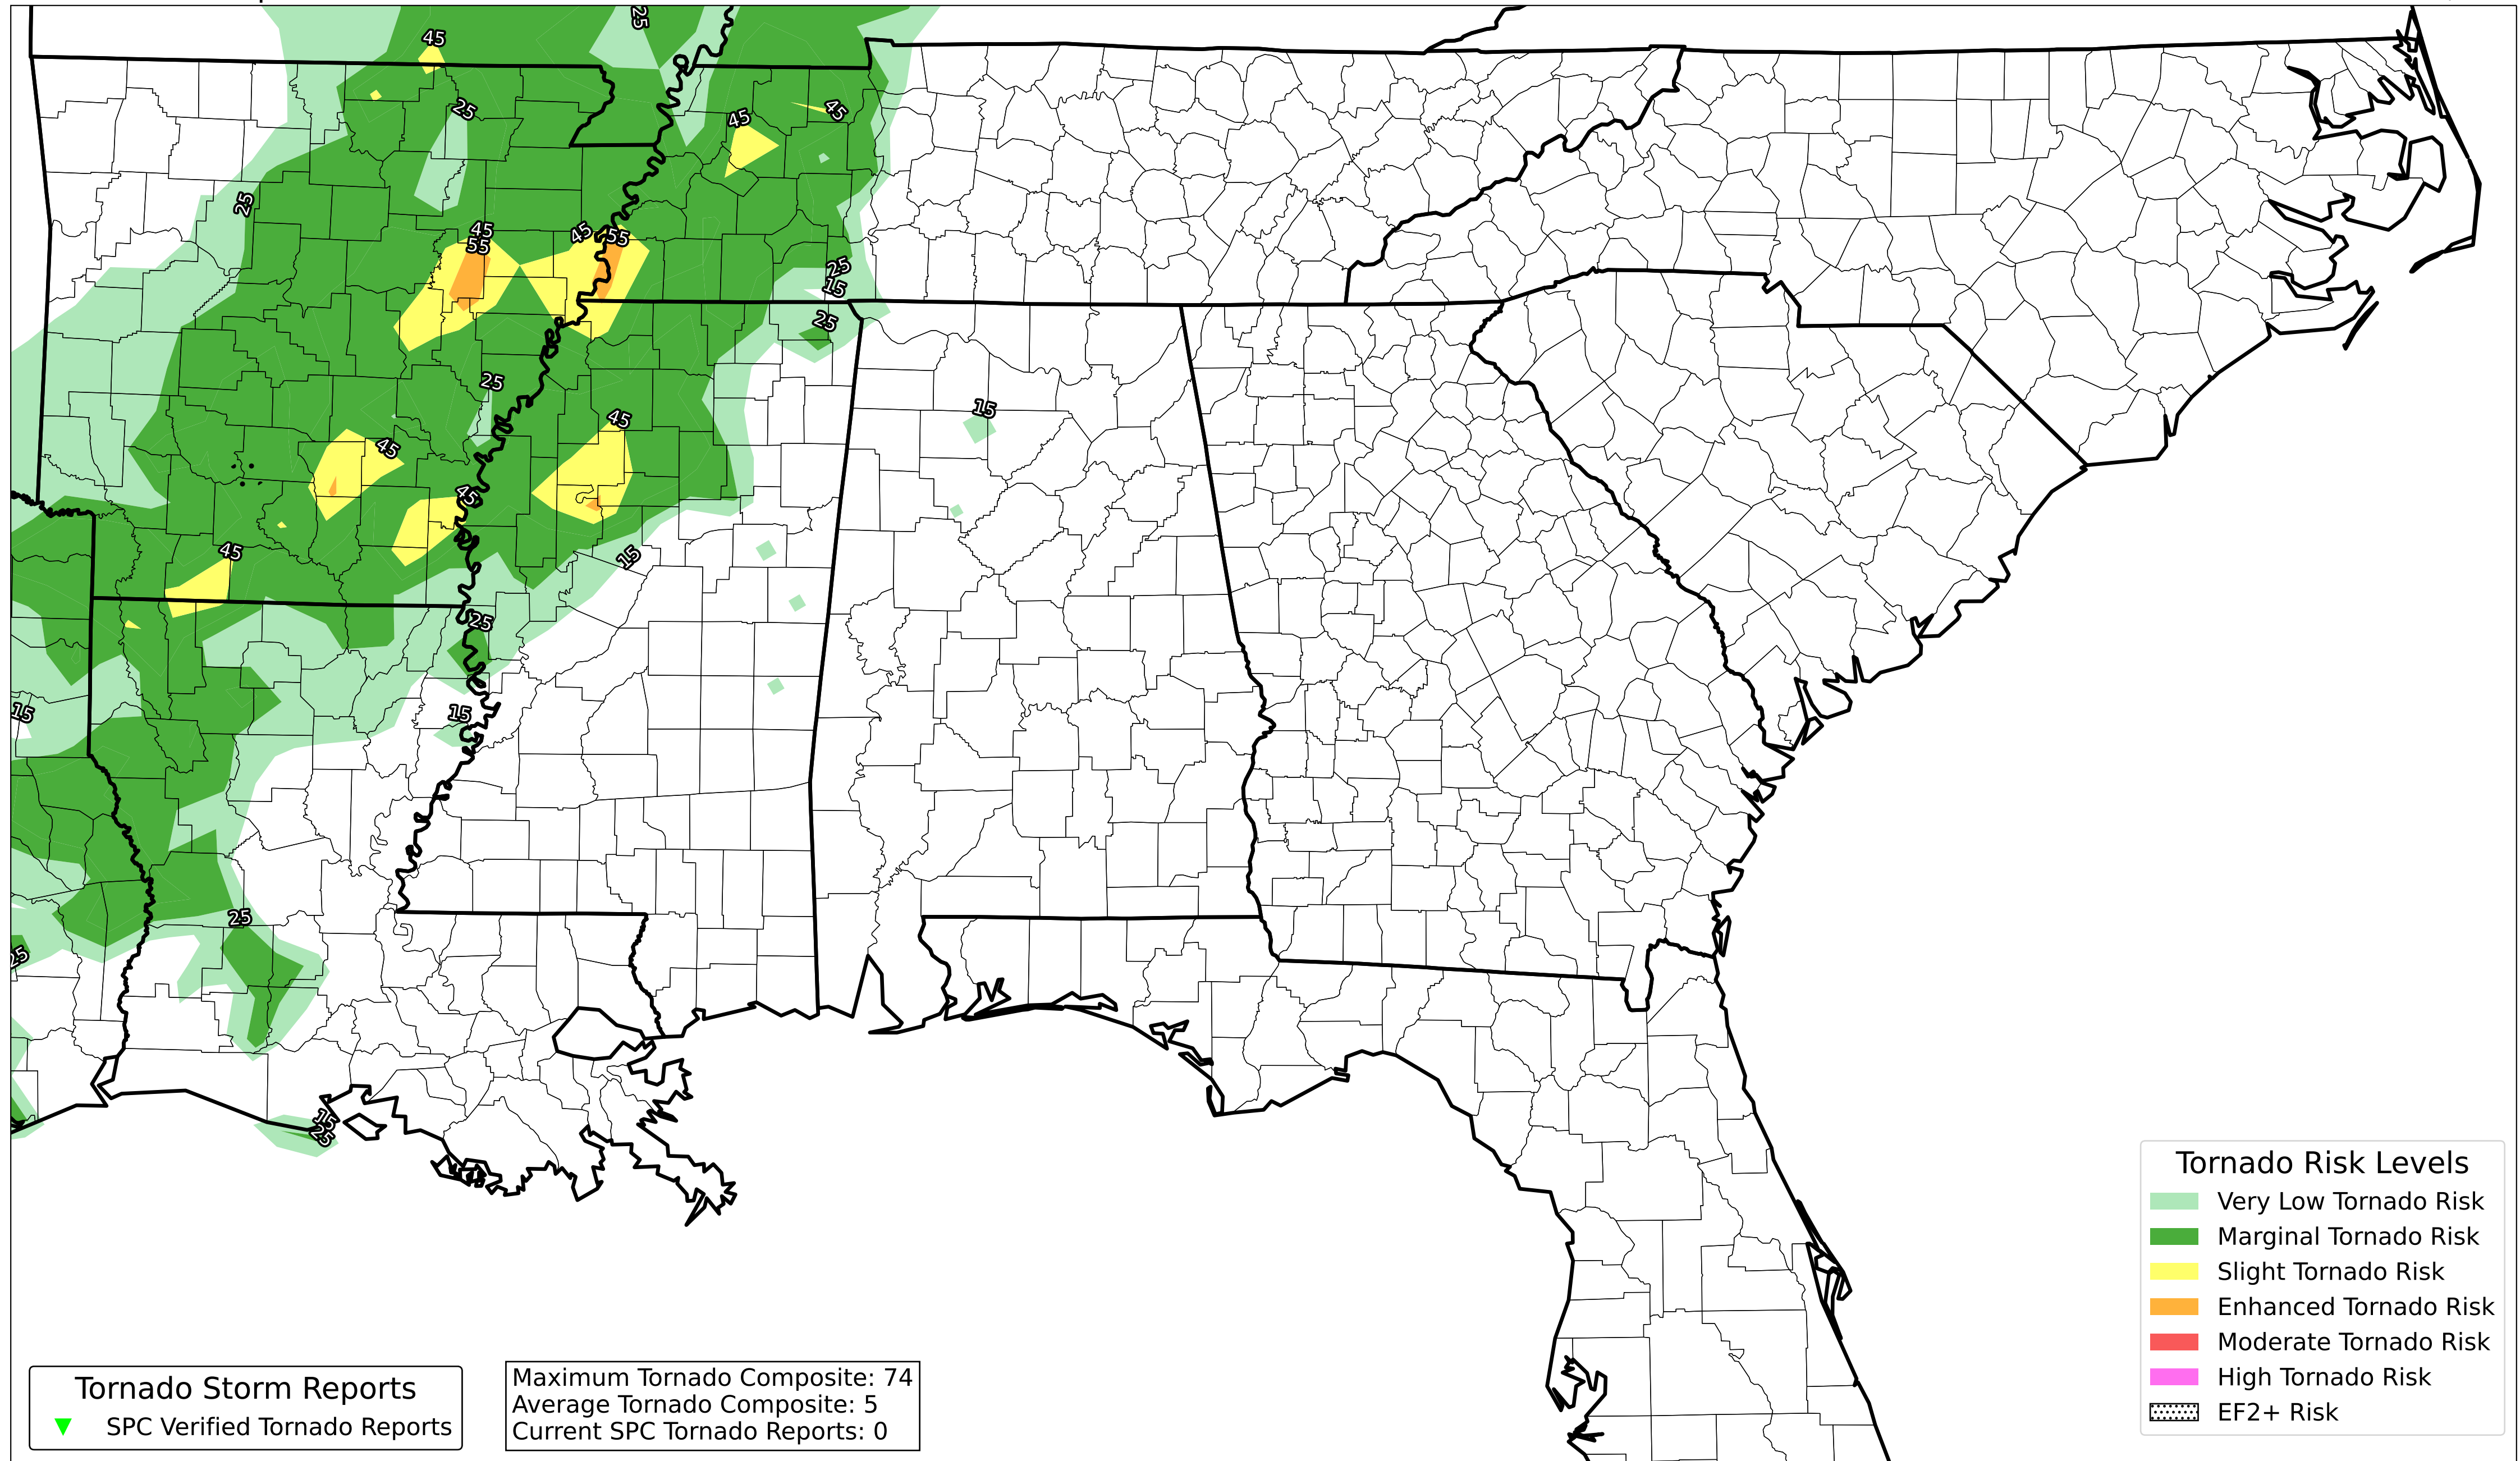 25
45
25
45
45
25
45
55
45
55
25
15
25
25
15
45
45
45
15
45
25
15
15
25
25
15
25
Tornado Risk Levels
Very Low Tornado Risk
Marginal Tornado Risk
Slight Tornado Risk
Enhanced Tornado Risk
Moderate Tornado Risk
High Tornado Risk
EF2+ Risk
Tornado Storm Reports
SPC Verified Tornado Reports
Maximum Tornado Composite: 74
Average Tornado Composite: 5
Current SPC Tornado Reports: 0